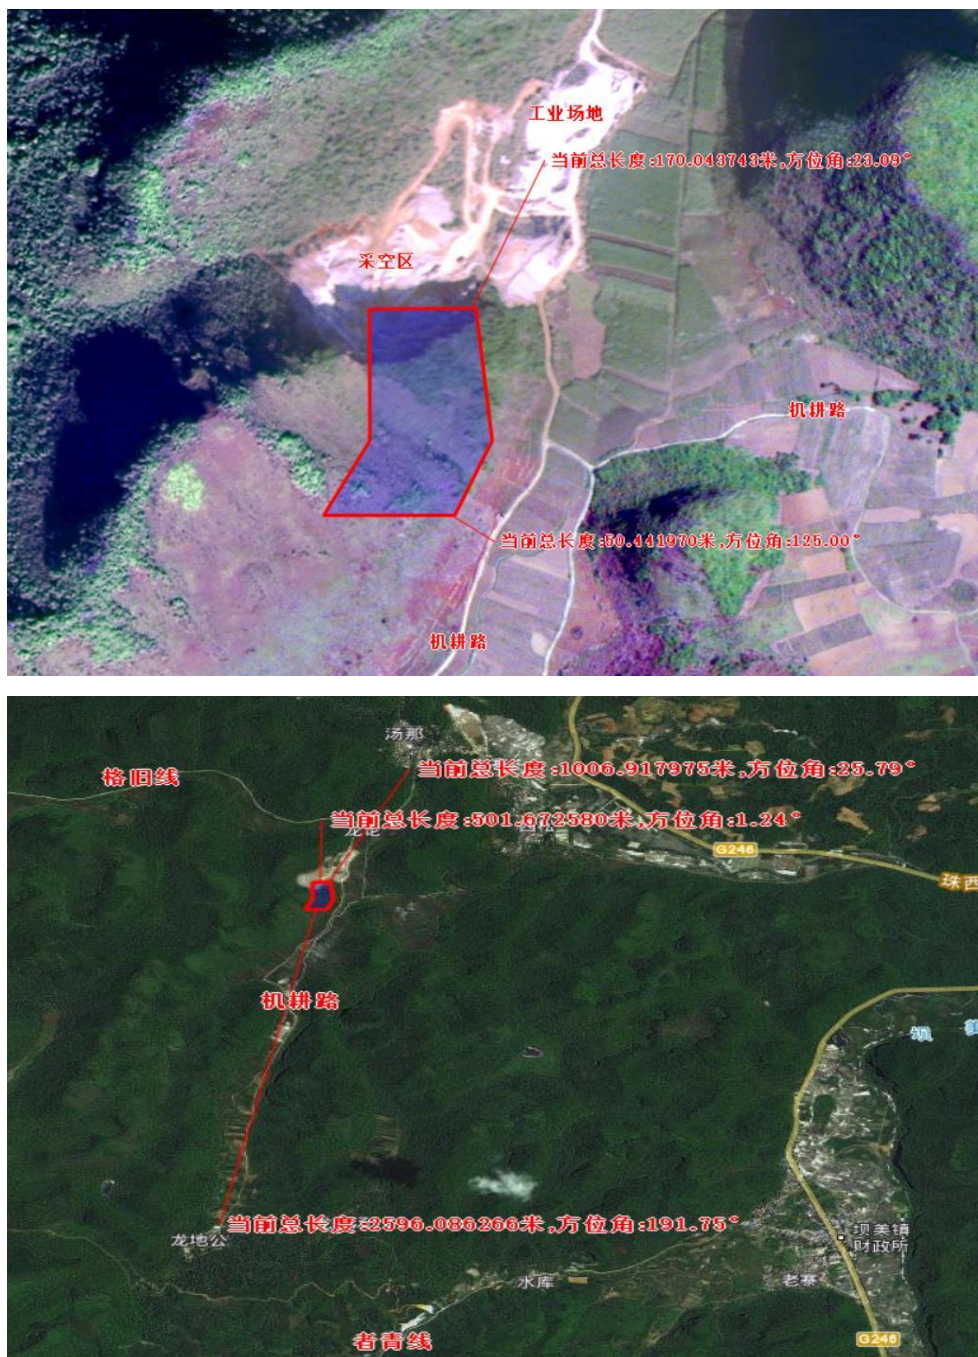 工业场地
当前总长度:170.043743米,方位角:23.09°
采空区
机耕路
当前总长度:50.441970米,方位角:125.00°
机耕路
汤那
格旧线
当前总长度:1006.917975米,方位角:25.79°
当前总长度:501.672580米,方位角:1.24°
G246
珠西
机耕路
坝美
当前总长度:2596.086266米,方位角:191.75°
龙地公
坝美镇
财政所
水库
老寨
者青线
G246